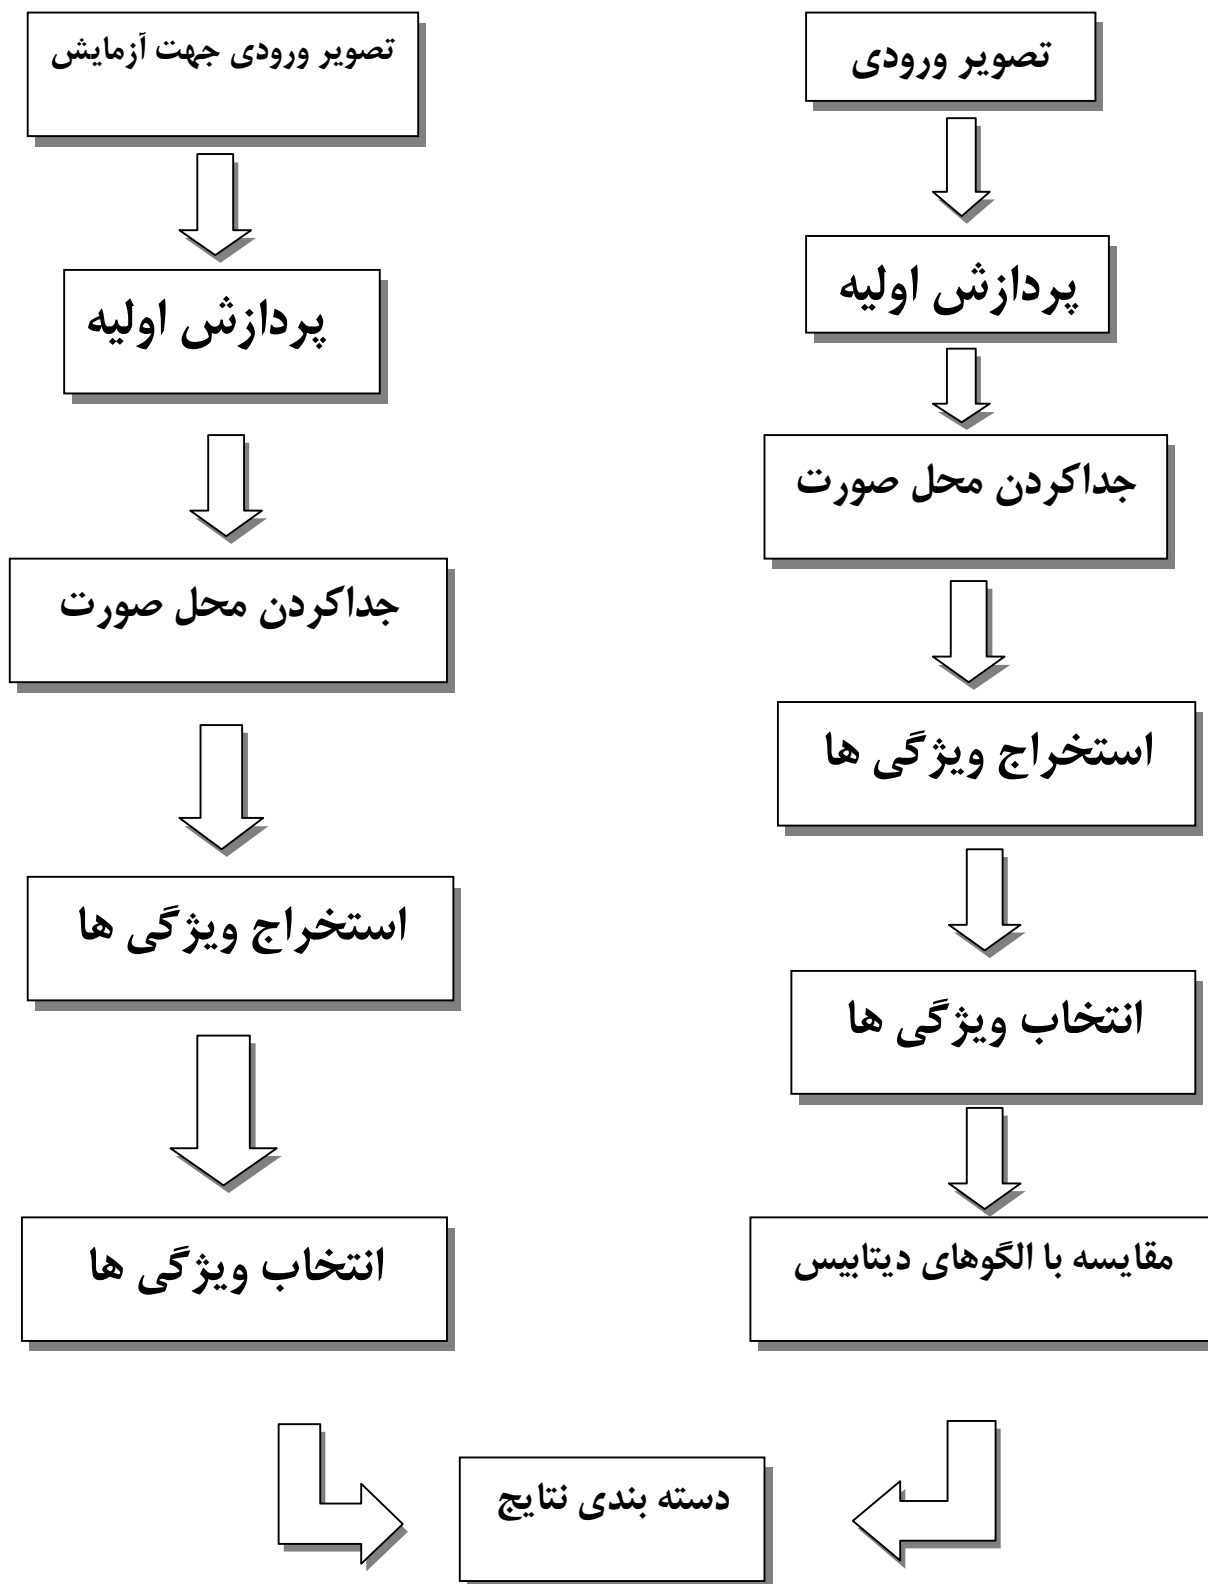 تصویر ورودی
پردازش اولیه
جداکردن محل صورت
استخراج ویژگی ها
انتخاب ویژگی ها
مقایسه با الگوهای دیتابیس
تصویر ورودی جهت آزمایش
پردازش اولیه
جداکردن محل صورت
استخراج ویژگی ها
انتخاب ویژگی ها
دسته بندی نتایج